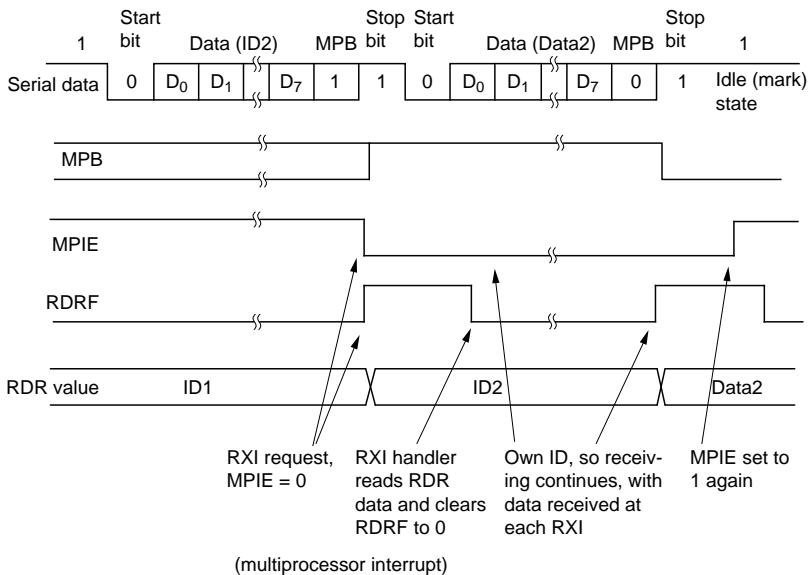 Start Stop Start Stop
1 bit Data (ID2) MPB bit bit Data (Data2) MPB bit 1
Serial data 0 D0 D1 D7 1 1 0 D0 D1 D7 0 1 Idle (mark)
state
MPB
MPIE
RDRF
RDR value ID1 ID2 Data2
RXI request,
MPIE = 0
RXI handler
reads RDR
data and clears
RDRF to 0
Own ID, so receiv-
ing continues, with
data received at
each RXI
MPIE set to
1 again
(multiprocessor interrupt)